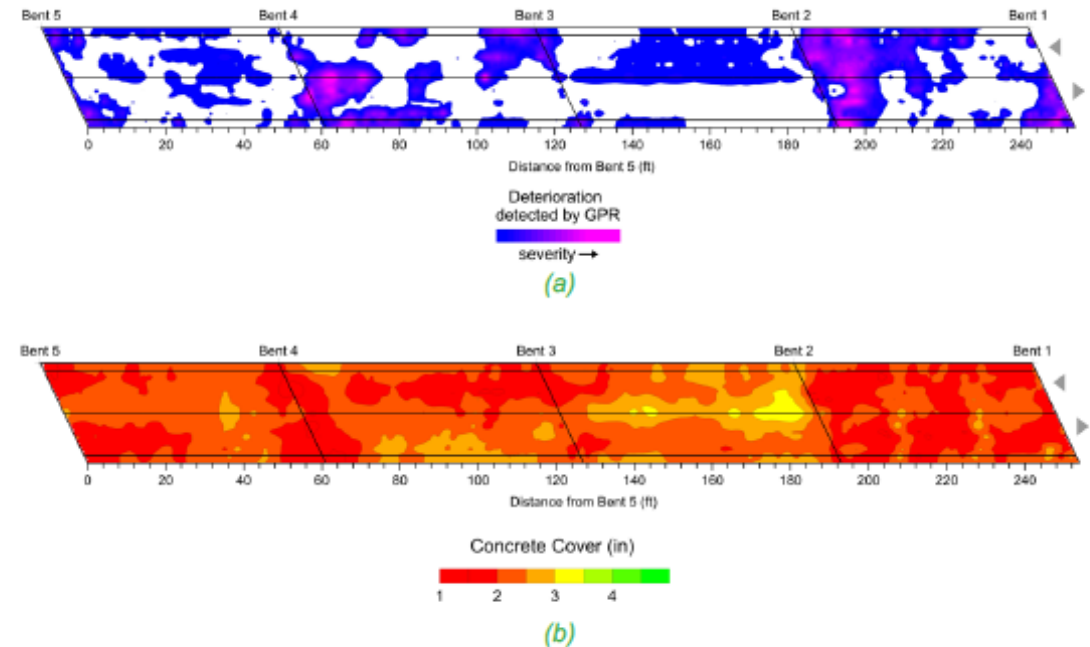 Bent 5 Bent 4 Bent 3 Bent 2 Bent 1
0 20 40 60 80 100 120 140 160 180 200 220 240
Distance from Bent 5 (ft)
Deterioration
detected by GPR
severity →
(a)
Bent 5 Bent 4 Bent 3 Bent 2 Bent 1
0 20 40 60 80 100 120 140 160 180 200 220 240
Distance from Bent 5 (ft)
Concrete Cover (in)
1 2 3 4
(b)